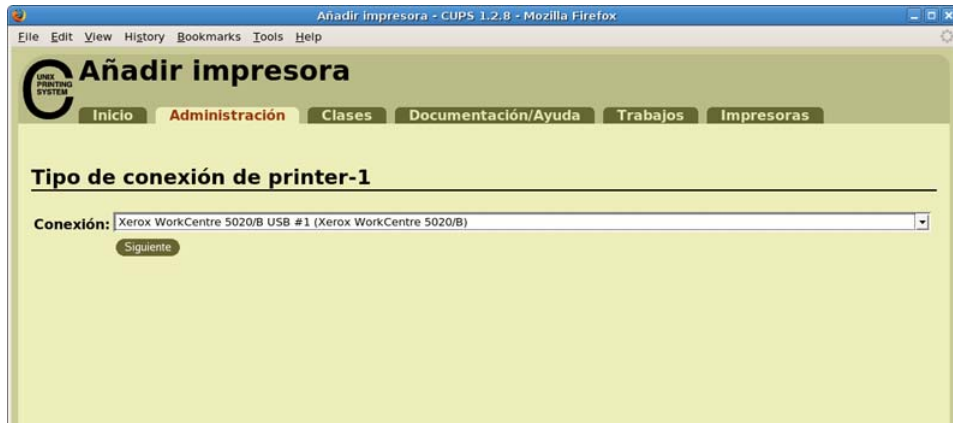 Añadir impresora - CUPS 1.2.8 - Mozilla Firefox
File Edit View History Bookmarks Tools Help
UNIX
PRINTING
SYSTEM
Añadir impresora
Inicio Administración Clases Documentación/Ayuda Trabajos Impresoras
Tipo de conexión de printer-1
Conexión: Xerox WorkCentre 5020/B USB #1 (Xerox WorkCentre 5020/B)
Siguiente